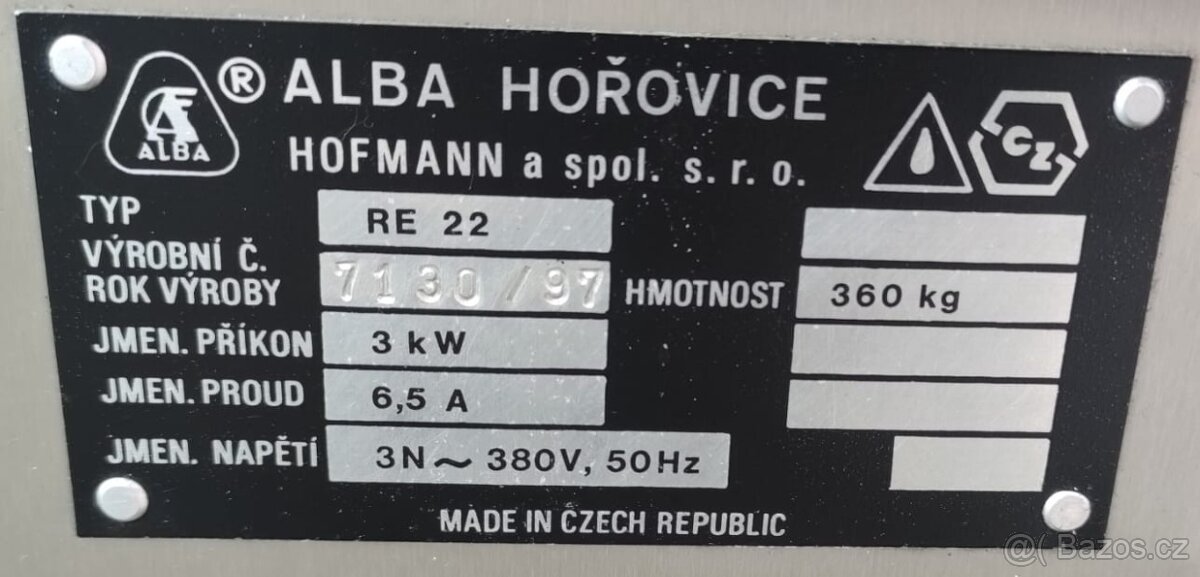 ALBA
® ALBA HOŘOVICE
HOFMANN a spol. s. r. o.
CZ
TYP RE 22
VÝROBNÍ Č.
ROK VÝROBY 7130/97 HMOTNOST 360 kg
JMEN. PŘÍKON 3 kW
JMEN. PROUD 6,5 A
JMEN. NAPĚTÍ 3N ~ 380V, 50Hz
MADE IN CZECH REPUBLIC
@( Bazos.cz